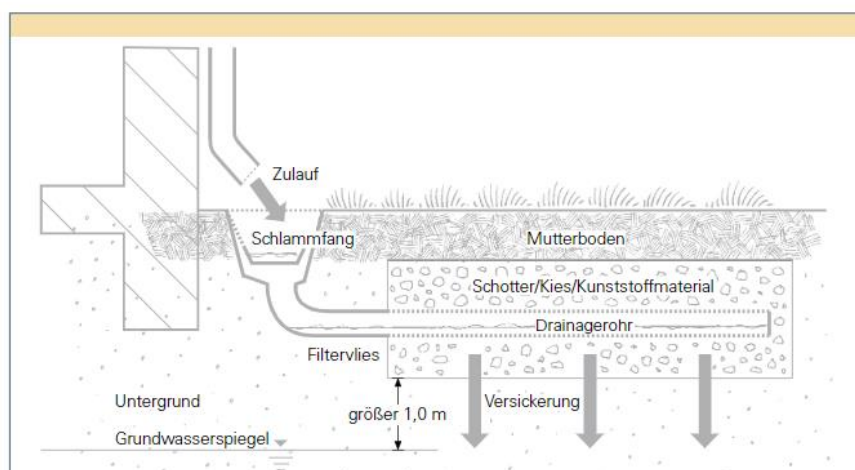 Zulauf
Schlammfang
Mutterboden
Schotter/Kies/Kunststoffmaterial
Drainagerohr
Filtervlies
Untergrund
größer 1,0 m
Versickerung
Grundwasserspiegel